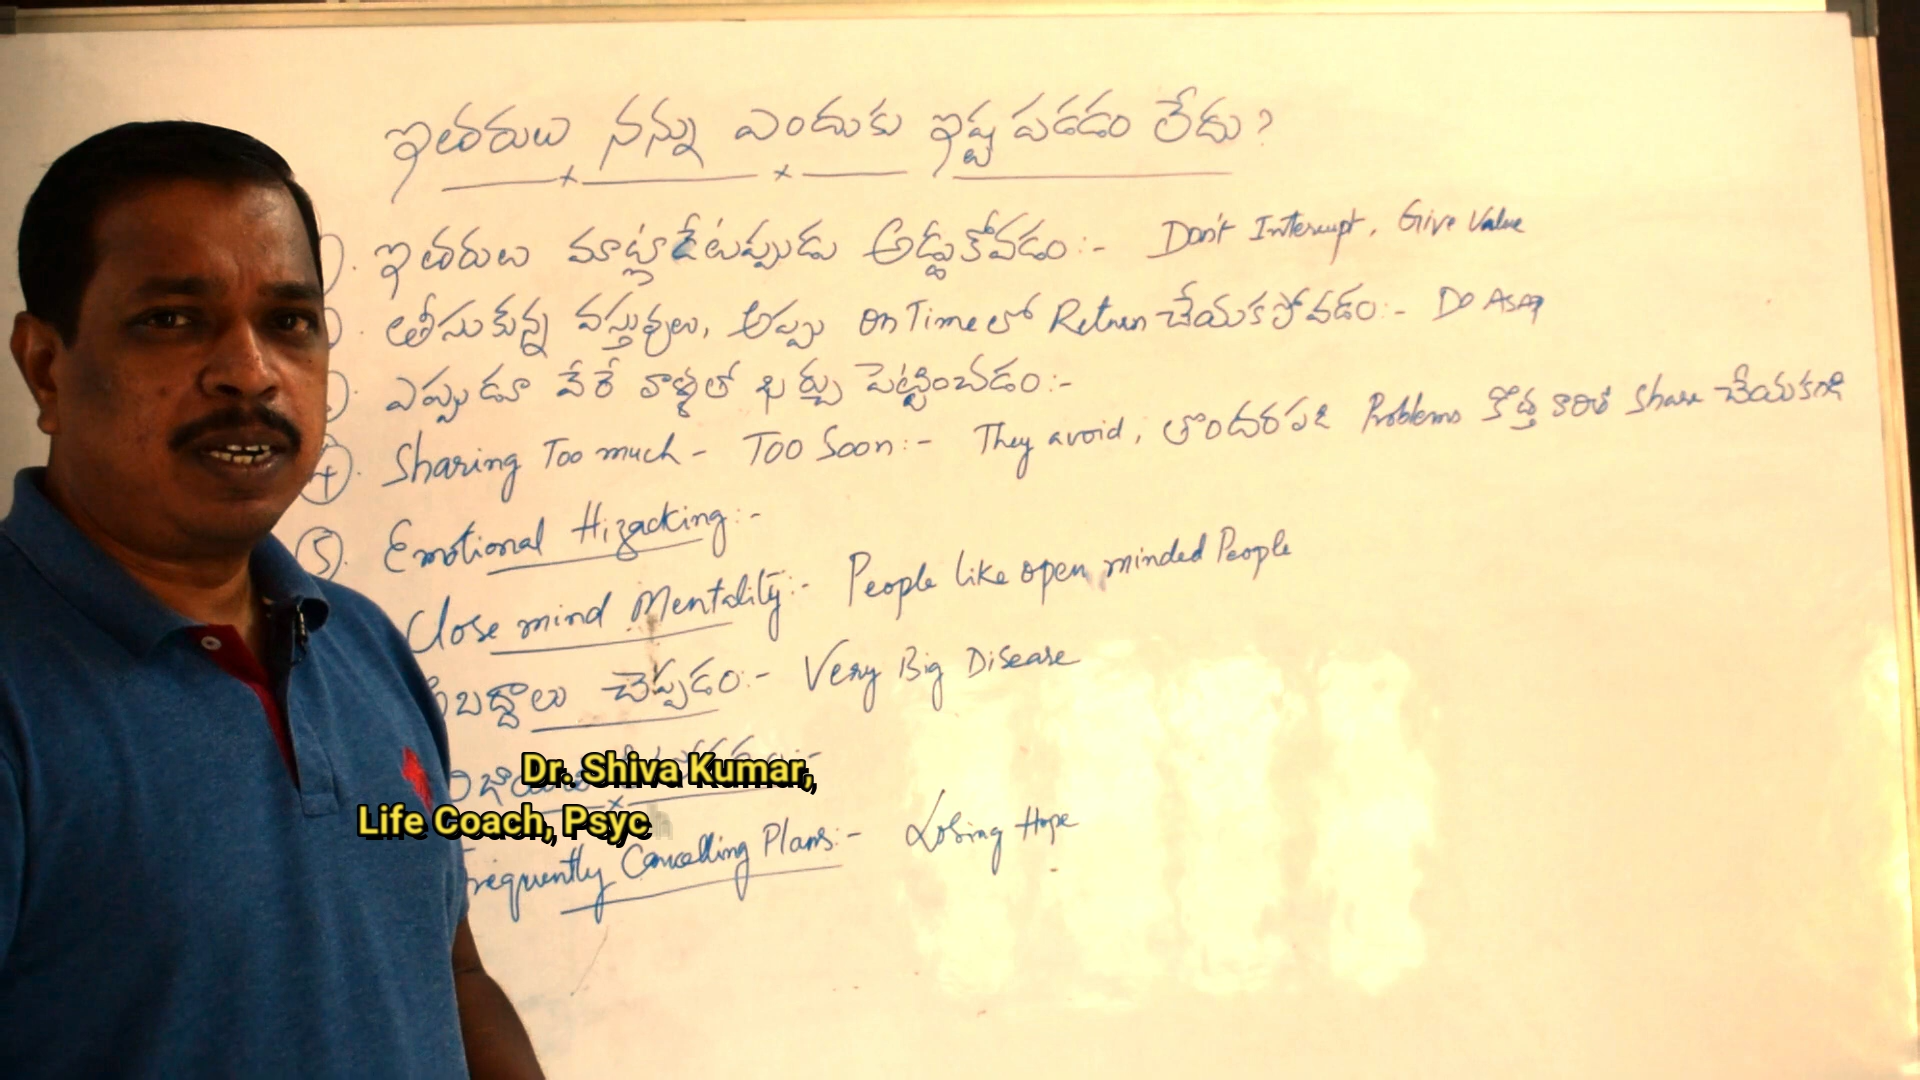 ఇతరులు నన్ను ఎందుకు ఇష్టపడడం లేదు?
). ఇతరులు మాట్లాడేటప్పుడు అడ్డుకోవడం:- Don't Interrupt, Give Value
). తీసుకున్న వస్తువులు, అప్పు on Time లో Return చేయకపోవడం:- Do ASAP
). ఎప్పుడూ వేరే వాళ్ళతో ఖర్చు పెట్టించడం:-
4). Sharing Too much - Too Soon:- They avoid, తొందరపడి Problems కొత్త వారితో Share చేయకండి
5). Emotional Hizacking:-
Close mind Mentality:- People like open minded People
అబద్దాలు చెప్పడం:- Very Big Disease
Dr. Shiva Kumar,
Life Coach, Psyc
Frequently Cancelling Plans:- Losing Hope